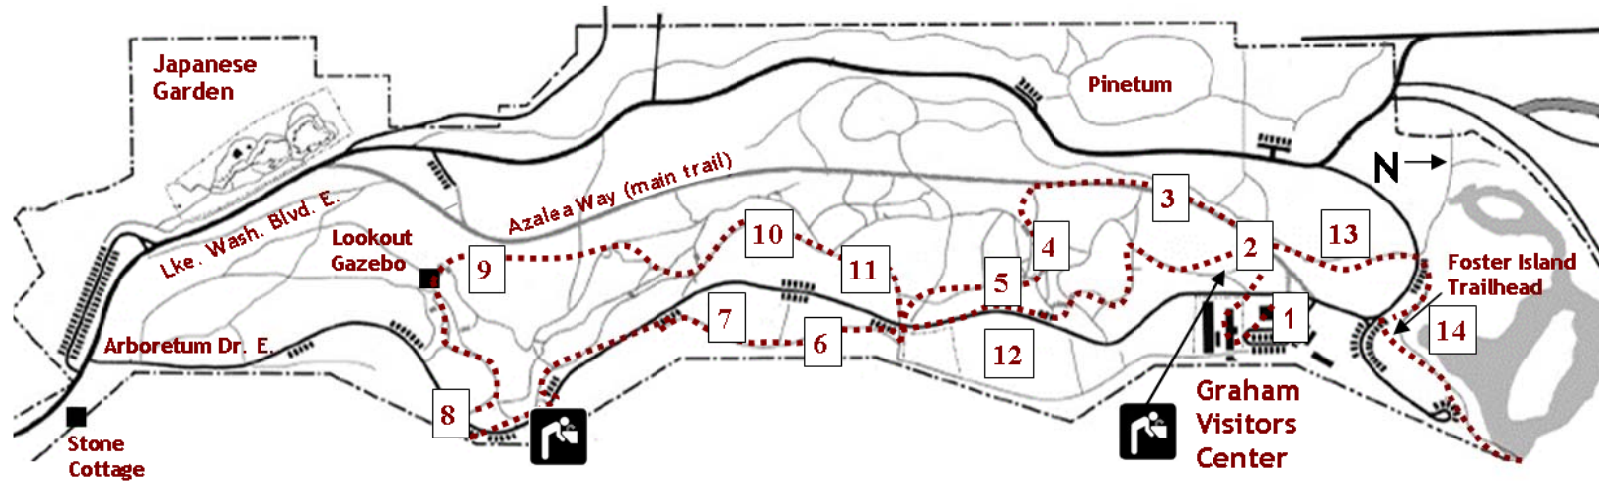 Japanese
Garden
Pinetum
Azalea Way (main trail)
N
3
Lke. Wash. Blvd. E.
Lookout
Gazebo
9
10
11
4
2
13
5
Foster Island
Trailhead
7
6
12
1
14
Arboretum Dr. E.
8
Graham
Visitors
Center
Stone
Cottage